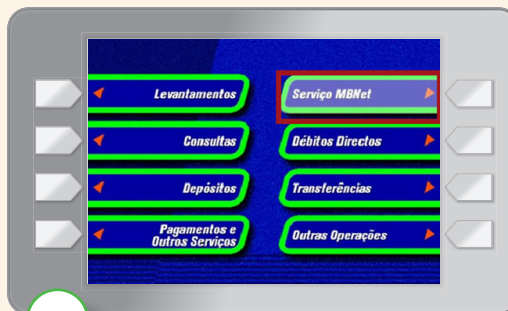 Levantamentos
Serviço MBNet
Consultas
Débitos Directos
Depósitos
Transferências
Pagamentos e
Outros Serviços
Outras Operações